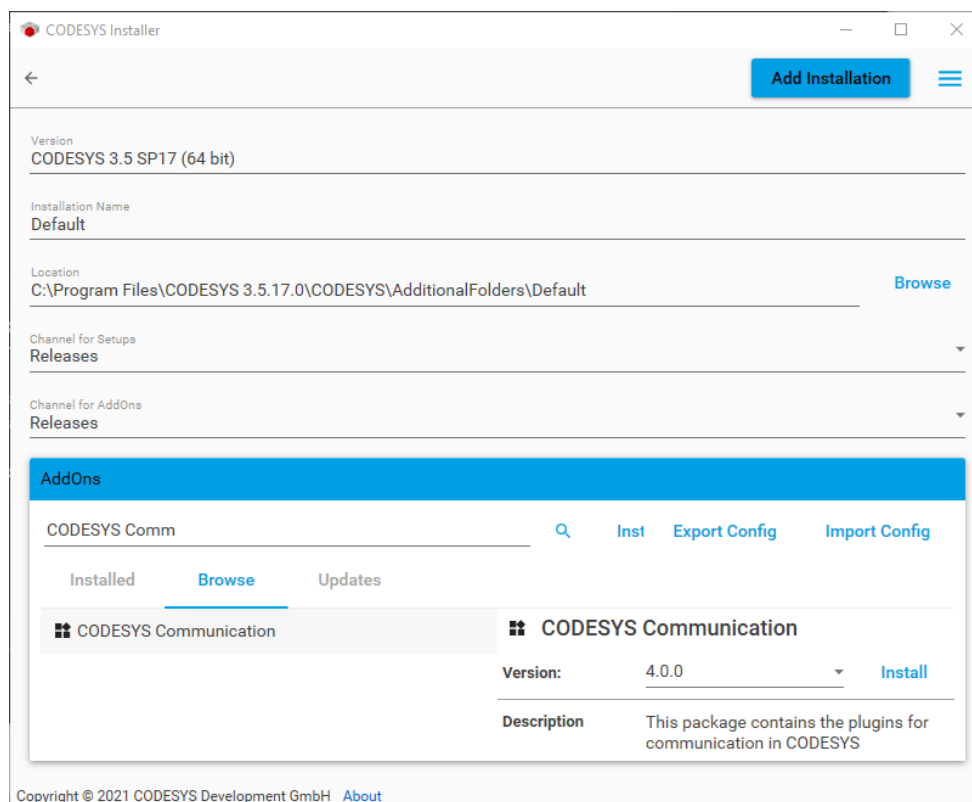 CODESYS Installer
Add Installation
Version
CODESYS 3.5 SP17 (64 bit)
Installation Name
Default
Location
C:\Program Files\CODESYS 3.5.17.0\CODESYS\AdditionalFolders\Default
Browse
Channel for Setups
Releases
Channel for AddOns
Releases
AddOns
CODESYS Comm
Inst
Export Config
Import Config
Installed
Browse
Updates
CODESYS Communication
CODESYS Communication
Version:
4.0.0
Install
Description
This package contains the plugins for
communication in CODESYS
Copyright © 2021 CODESYS Development GmbH About